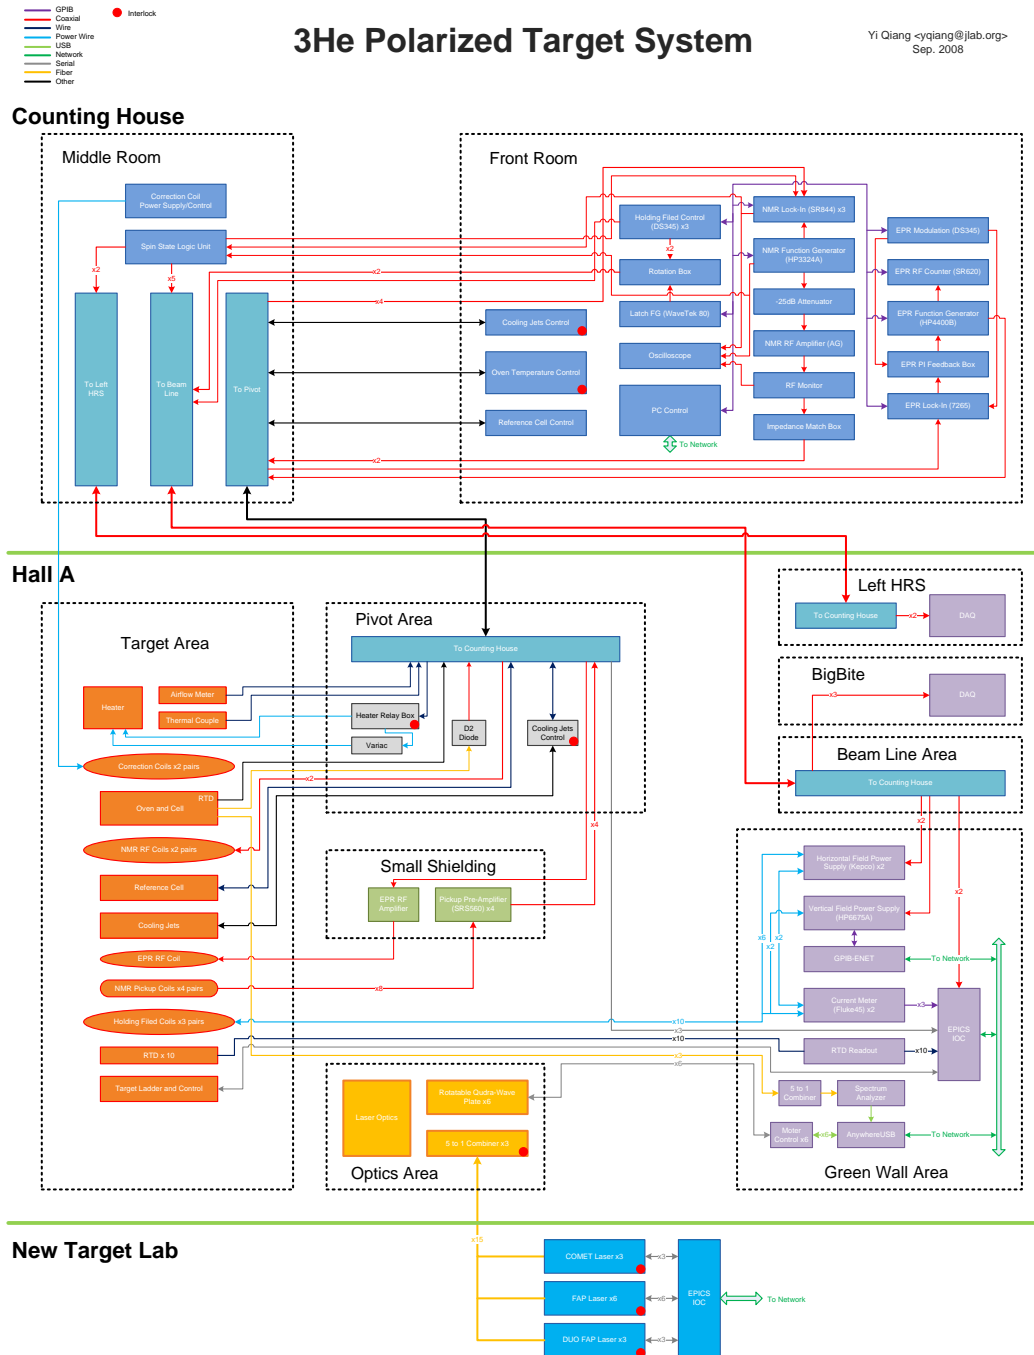 GPIB
Coaxial
Wire
Power Wire
USB
Network
Serial
Fiber
Other
Interlock
3He Polarized Target System
Yi Qiang <yqiang@jlab.org>
Sep. 2008
Counting House
Middle Room
Correction Coil
Power Supply/Control
Spin State Logic Unit
x2
x5
To Left
HRS
To Beam
Line
To Pivot
x2
x4
x2
Front Room
Holding Filed Control
(DS345) x3
x2
Rotation Box
Latch FG (WaveTek 80)
Oscilloscope
PC Control
To Network
Cooling Jets Control
Oven Temperature Control
Reference Cell Control
NMR Lock-In (SR844) x3
NMR Function Generator
(HP3324A)
-25dB Attenuator
NMR RF Amplifier (AG)
RF Monitor
Impedance Match Box
EPR Modulation (DS345)
EPR RF Counter (SR620)
EPR Function Generator
(HP4400B)
EPR PI Feedback Box
EPR Lock-In (7265)
Hall A
Target Area
Heater
Airflow Meter
Thermal Couple
Correction Coils x2 pairs
RTD
Oven and Cell
NMR RF Coils x2 pairs
Reference Cell
Cooling Jets
EPR RF Coil
NMR Pickup Coils x4 pairs
Holding Filed Coils x3 pairs
RTD x 10
Target Ladder and Control
Pivot Area
To Counting House
Heater Relay Box
Variac
D2
Diode
Cooling Jets
Control
x2
x4
Small Shielding
EPR RF
Amplifier
Pickup Pre-Amplifier
(SRS560) x4
x8
x10
x3
x10
x3
x6
Laser Optics
Rotatable Qudra-Wave
Plate x6
5 to 1 Combiner x3
Optics Area
Left HRS
To Counting House
x2
DAQ
BigBite
x3
DAQ
Beam Line Area
To Counting House
x2
x2
Horizontal Field Power
Supply (Kepco) x2
Vertical Field Power Supply
(HP6675A)
x6
x2
x2
GPIB-ENET
To Network
Current Meter
(Fluke45) x2
x3
EPICS
IOC
RTD Readout
x10
5 to 1
Combiner
Spectrum
Analyzer
Moter
Control x6
x6
AnywhereUSB
To Network
Green Wall Area
New Target Lab
x15
COMET Laser x3
x3
FAP Laser x6
x6
DUO FAP Laser x3
x3
EPICS
IOC
To Network